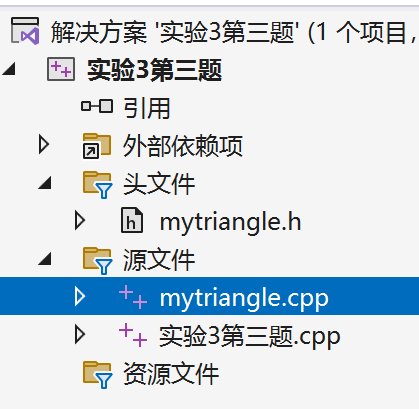 解决方案 '实验3第三题' (1 个项目，
实验3第三题
引用
外部依赖项
头文件
mytriangle.h
源文件
mytriangle.cpp
实验3第三题.cpp
资源文件